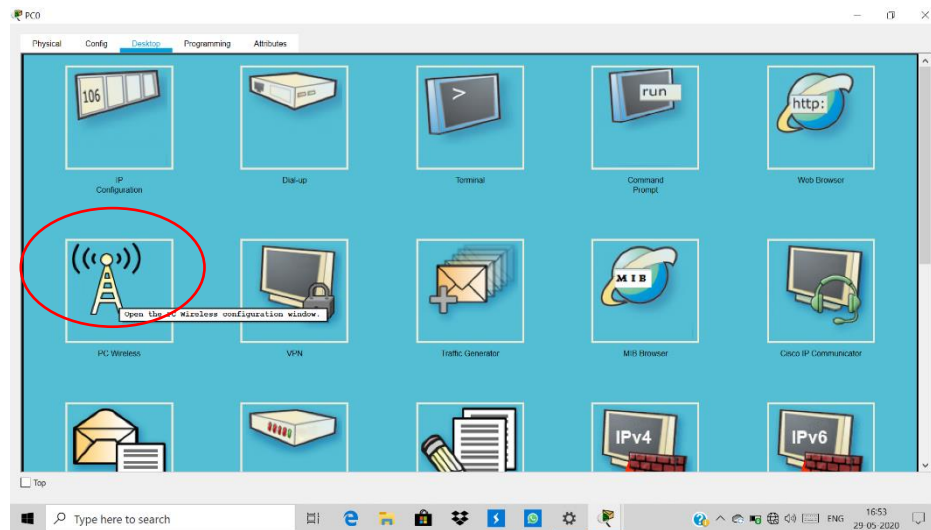 PC0
Physical Config Desktop Programming Attributes
106
>
run
http:
IP
Configuration
Dial-up
Terminal
Command
Prompt
Web Browser
MIB
Open the PC Wireless configuration window.
PC Wireless
VPN
Traffic Generator
MIB Browser
Cisco IP Communicator
IPv4
IPv6
Top
Type here to search
ENG
16:53
29-05-2020